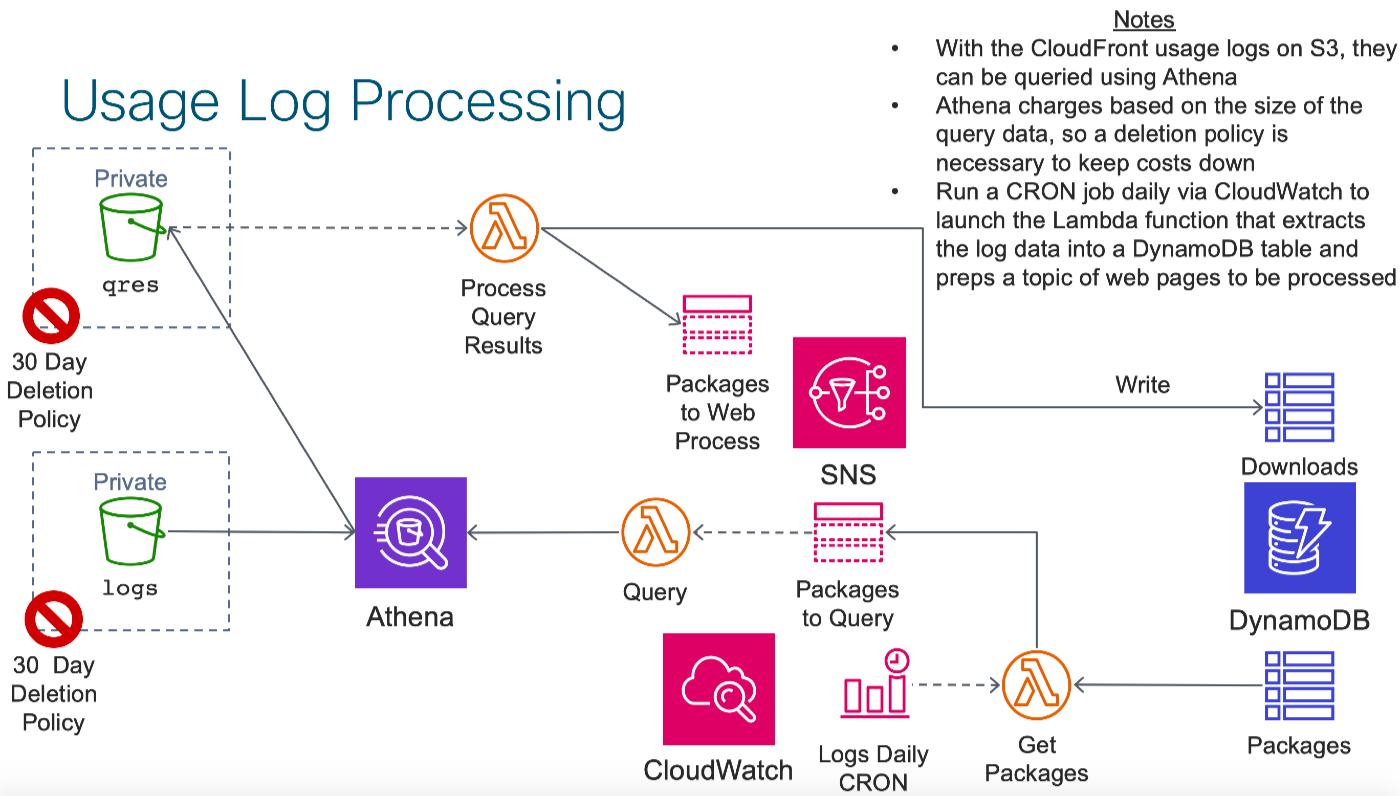 Usage Log Processing
Notes
• With the CloudFront usage logs on S3, they
can be queried using Athena
• Athena charges based on the size of the
query data, so a deletion policy is
necessary to keep costs down
• Run a CRON job daily via CloudWatch to
launch the Lambda function that extracts
the log data into a DynamoDB table and
preps a topic of web pages to be processed
Private
qres
30 Day
Deletion
Policy
Process
Query
Results
Packages
to Web
Process
SNS
Write
Downloads
DynamoDB
Private
logs
30 Day
Deletion
Policy
Athena
Query
Packages
to Query
CloudWatch
Logs Daily
CRON
Get
Packages
Packages